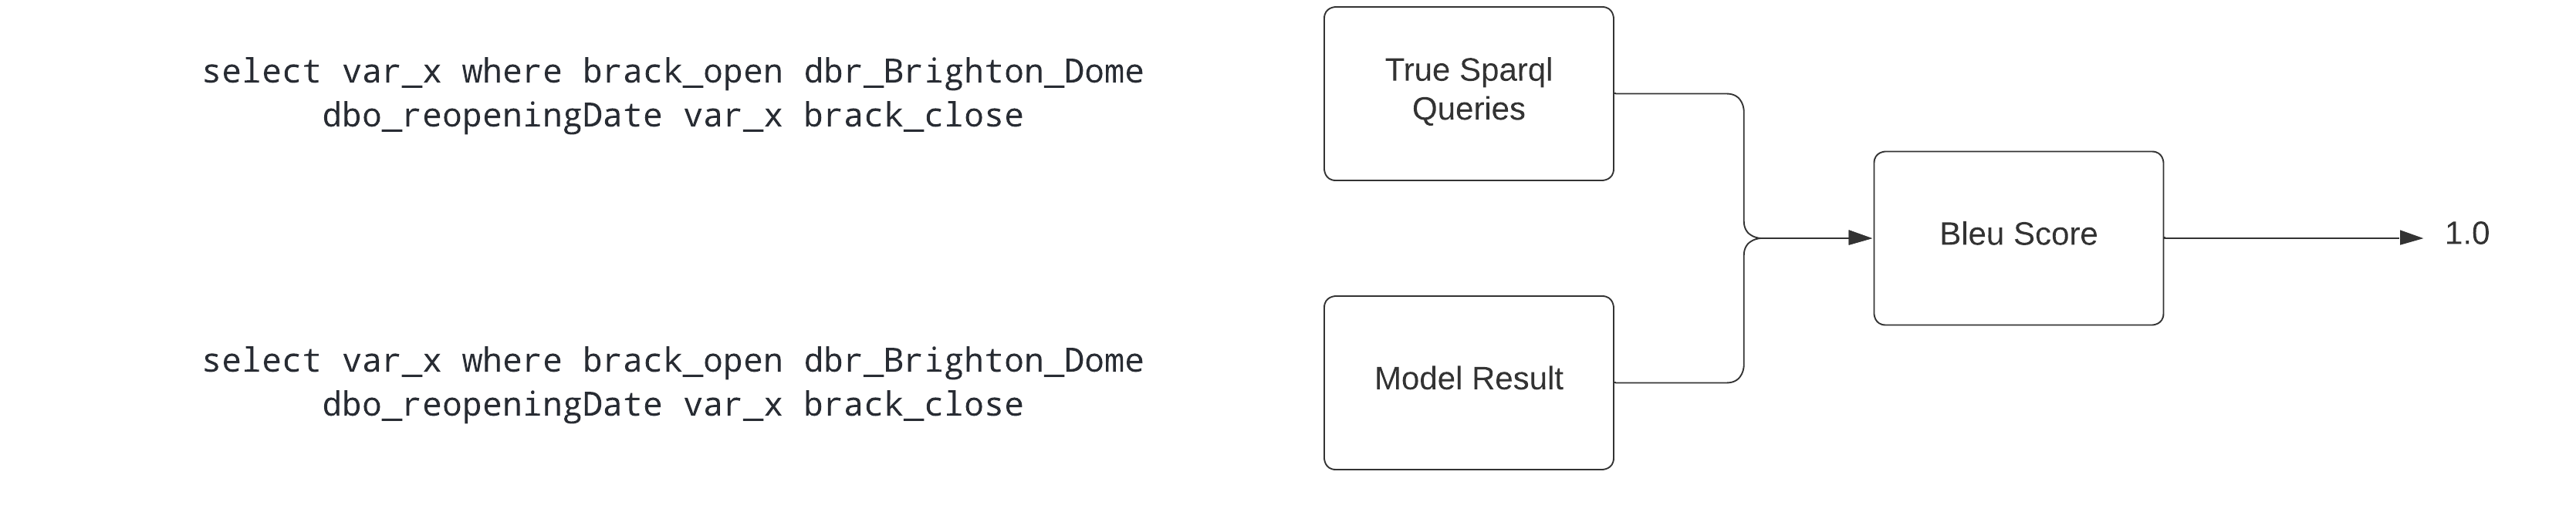 select var_x where brack_open dbr_Brighton_Dome
dbo_reopeningDate var_x brack_close
True Sparql
Queries
Bleu Score
1.0
select var_x where brack_open dbr_Brighton_Dome
dbo_reopeningDate var_x brack_close
Model Result